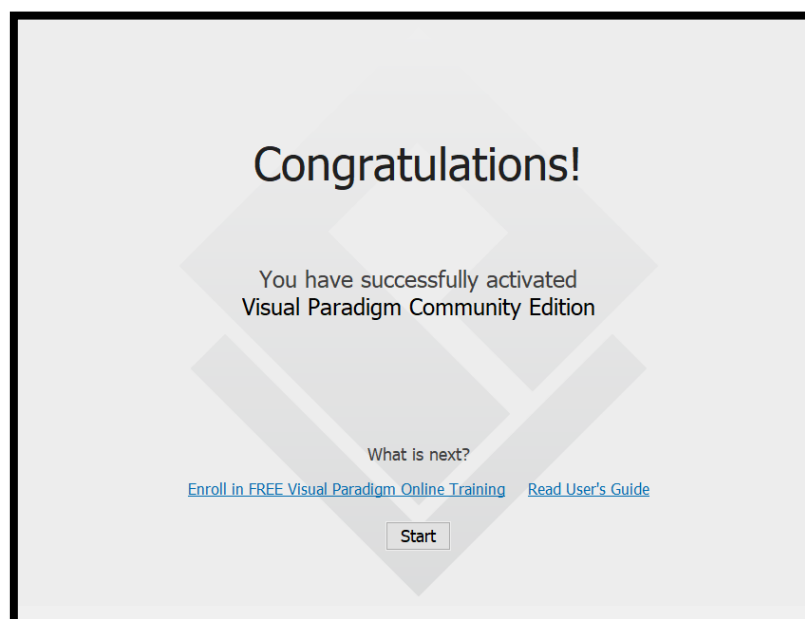 Congratulations!
You have successfully activated
Visual Paradigm Community Edition
What is next?
Enroll in FREE Visual Paradigm Online Training Read User's Guide
Start